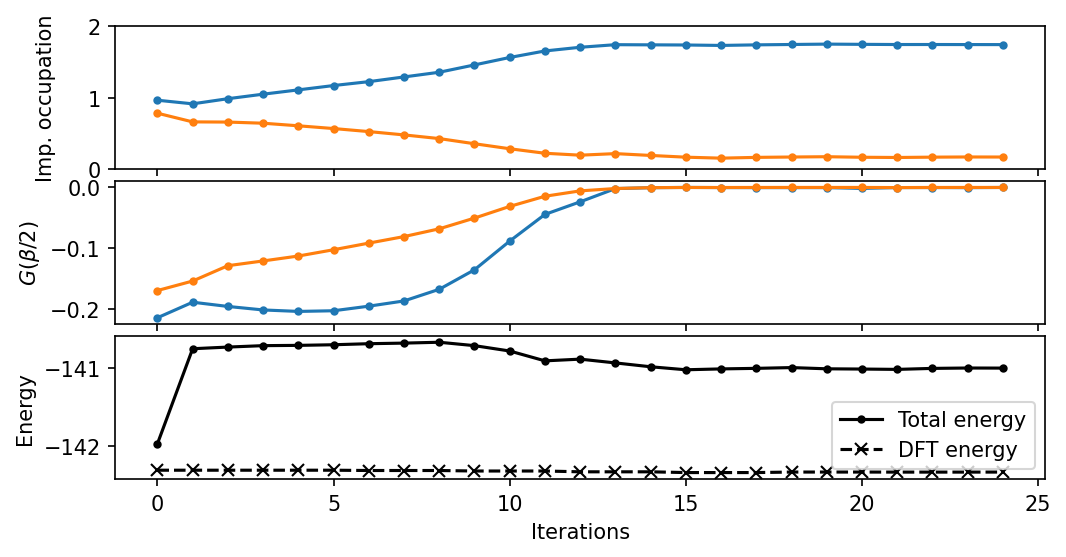 Imp. occupation
2
1
0
G(β/2)
0.0
−0.1
−0.2
Energy
−141
−142
Total energy
DFT energy
0 5 10 15 20 25
Iterations